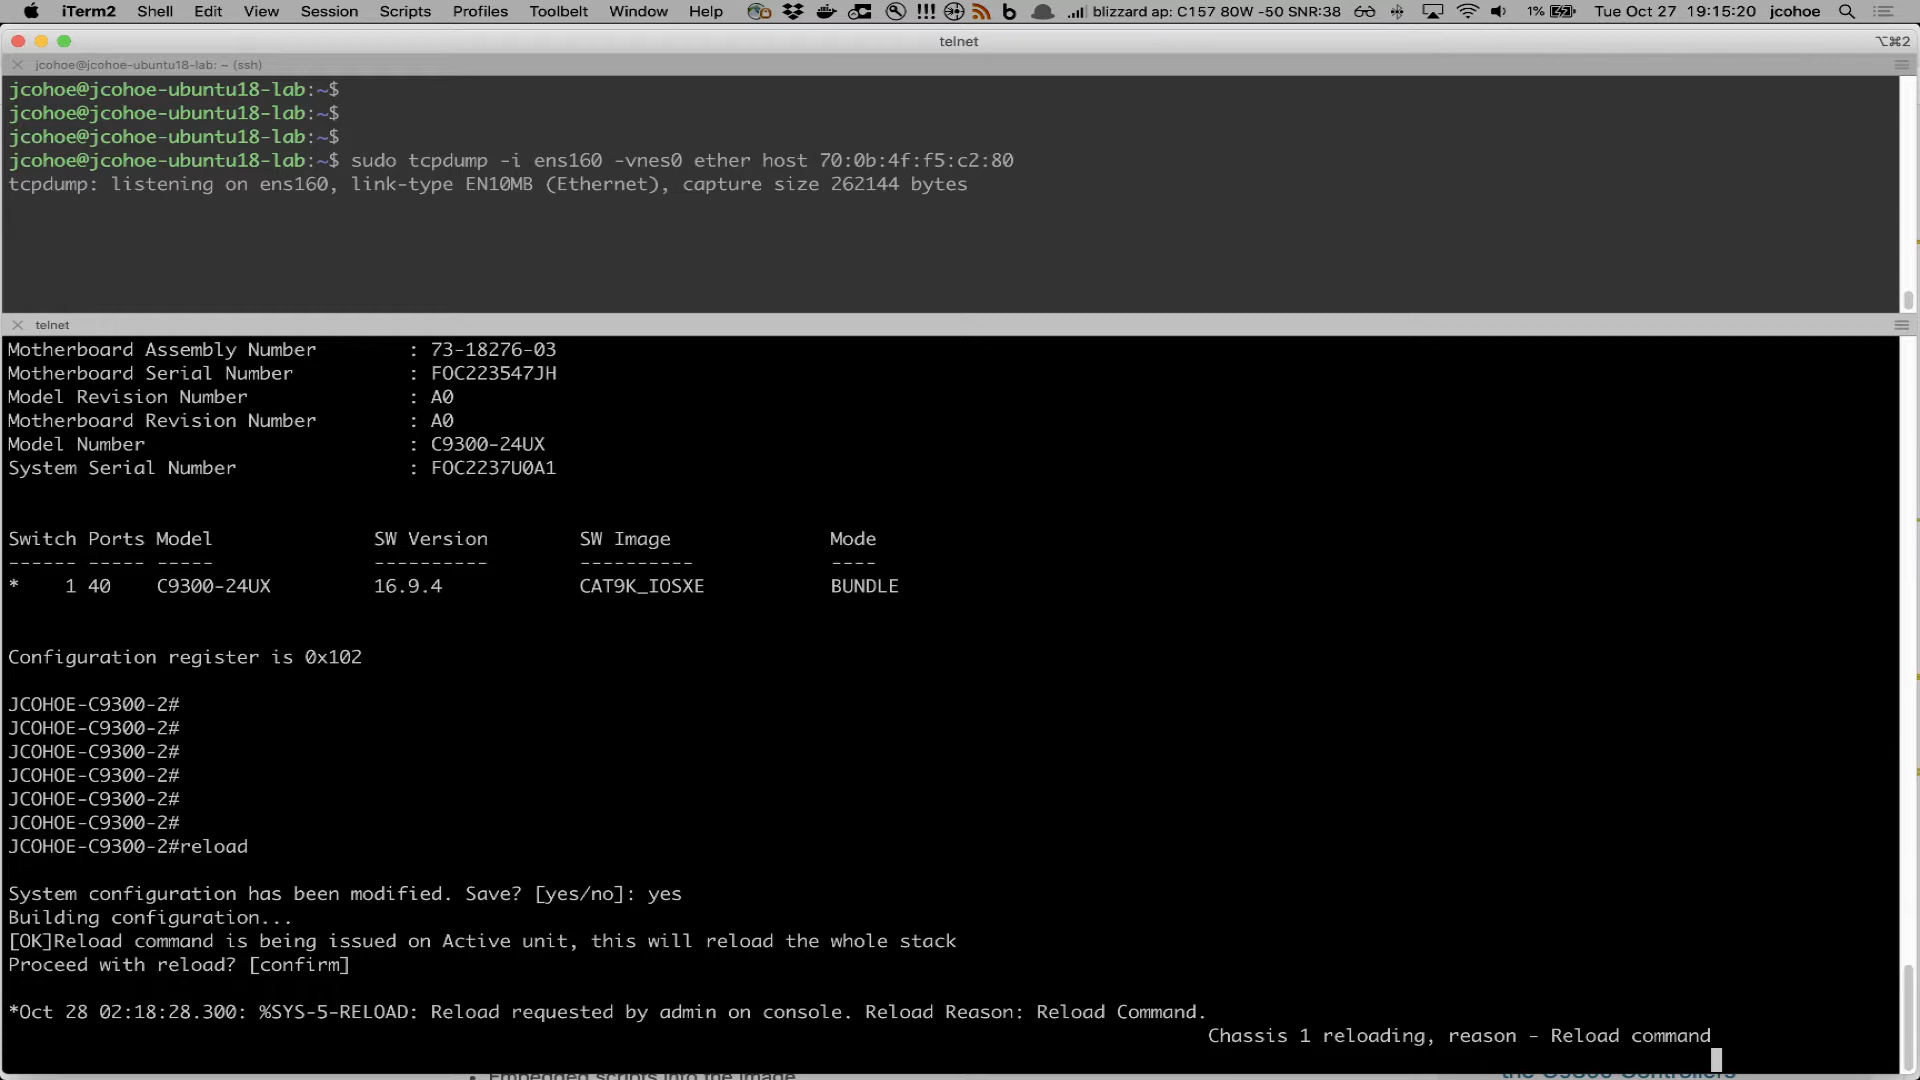 iTerm2 Shell Edit View Session Scripts Profiles Toolbelt Window Help !!! b blizzard ap: C157 80W -50 SNR:38 1% Tue Oct 27 19:15:20 jcohoe
telnet ⌥⌘2
jcohoe@jcohoe-ubuntu18-lab: ~ (ssh)
jcohoe@jcohoe-ubuntu18-lab:~$
jcohoe@jcohoe-ubuntu18-lab:~$
jcohoe@jcohoe-ubuntu18-lab:~$
jcohoe@jcohoe-ubuntu18-lab:~$ sudo tcpdump -i ens160 -vnes0 ether host 70:0b:4f:f5:c2:80
tcpdump: listening on ens160, link-type EN10MB (Ethernet), capture size 262144 bytes
telnet
Motherboard Assembly Number : 73-18276-03
Motherboard Serial Number : FOC223547JH
Model Revision Number : A0
Motherboard Revision Number : A0
Model Number : C9300-24UX
System Serial Number : FOC2237U0A1
Switch Ports Model SW Version SW Image Mode
------ ----- ----- ---------- ---------- ----
* 1 40 C9300-24UX 16.9.4 CAT9K_IOSXE BUNDLE
Configuration register is 0x102
JCOHOE-C9300-2#
JCOHOE-C9300-2#
JCOHOE-C9300-2#
JCOHOE-C9300-2#
JCOHOE-C9300-2#
JCOHOE-C9300-2#
JCOHOE-C9300-2#reload
System configuration has been modified. Save? [yes/no]: yes
Building configuration...
[OK]Reload command is being issued on Active unit, this will reload the whole stack
Proceed with reload? [confirm]
*Oct 28 02:18:28.300: %SYS-5-RELOAD: Reload requested by admin on console. Reload Reason: Reload Command.
Chassis 1 reloading, reason - Reload command
Embedded scripts into the image
the C9800 Controllers